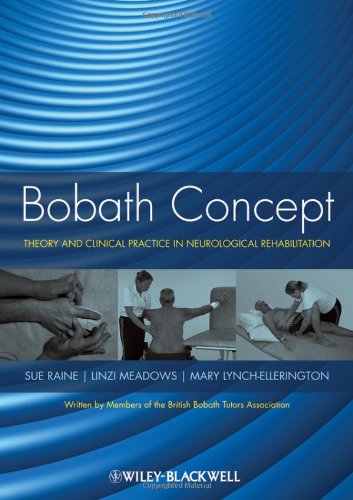 Bobath Concept
THEORY AND CLINICAL PRACTICE IN NEUROLOGICAL REHABILITATION
SUE RAINE | LINZI MEADOWS | MARY LYNCH-ELLERINGTON
Written by Members of the British Bobath Tutors Association
WILEY-BLACKWELL